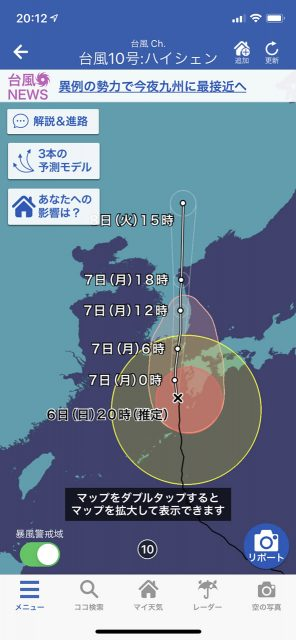 20:12
台風 Ch.
台風10号:ハイシェン
追加
更新
台風
NEWS
異例の勢力で今夜九州に最接近へ
解説＆進路
3本の
予測モデル
あなたへの
影響は？
8日(火)15時
7日(月)18時
7日(月)12時
7日(月)6時
7日(月)0時
6日(日)20時(推定)
マップをダブルタップすると
マップを拡大して表示できます
暴風警戒域
10
リポート
メニュー
ココ検索
マイ天気
レーダー
空の写真